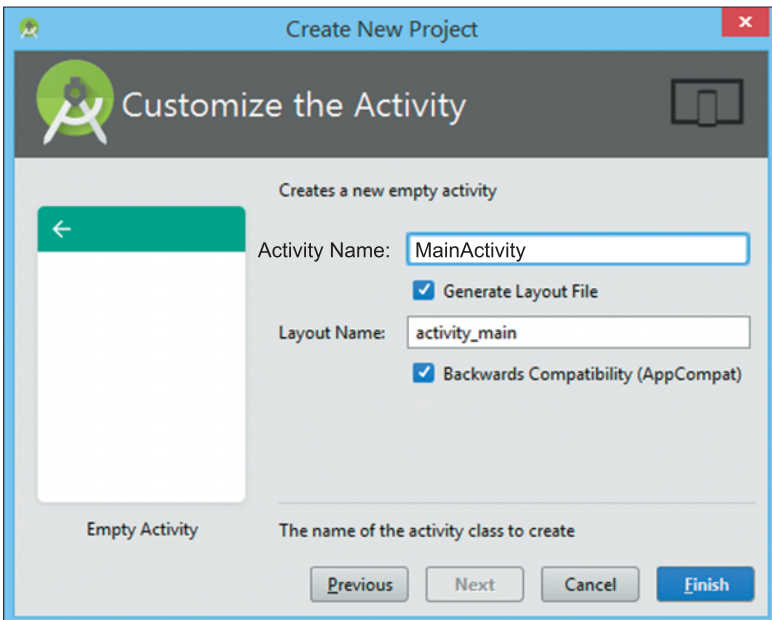 Create New Project
Customize the Activity
Creates a new empty activity
Activity Name: MainActivity
Generate Layout File
Layout Name: activity_main
Backwards Compatibility (AppCompat)
Empty Activity
The name of the activity class to create
Previous Next Cancel Finish